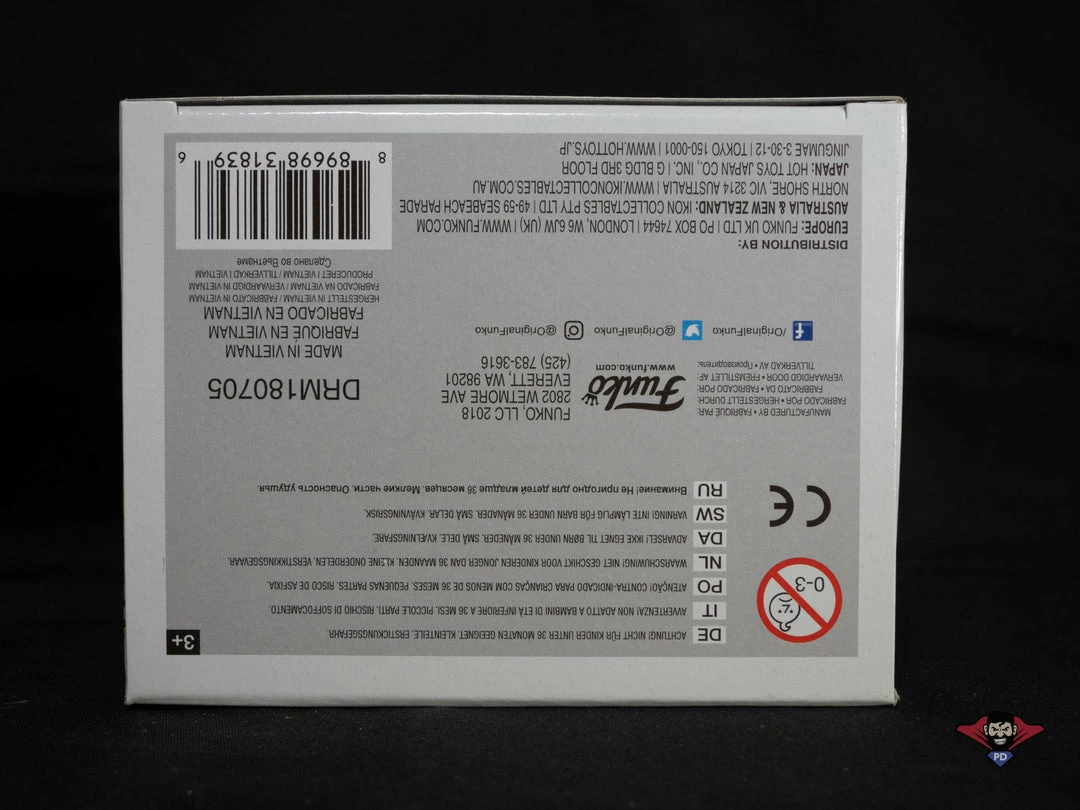 3+
0-3
DE ACHTUNG! NICHT FÜR KINDER UNTER 36 MONATEN GEEIGNET. KLEINTEILE. ERSTICKUNGSGEFAHR.
IT AVVERTENZA! NON ADATTO A BAMBINI DI ETÀ INFERIORE A 36 MESI. PICCOLE PARTI. RISCHIO DI SOFFOCAMENTO.
PO ATENÇÃO! CONTRA-INDICADO PARA CRIANÇAS COM MENOS DE 36 MESES. PEQUENAS PARTES. RISCO DE ASFIXIA.
NL WAARSCHUWING! NIET GESCHIKT VOOR KINDEREN JONGER DAN 36 MAANDEN. KLEINE ONDERDELEN. VERSTIKKINGSGEVAAR.
DA ADVARSEL! IKKE EGNET TIL BØRN UNDER 36 MÅNEDER. SMÅ DELE. KVÆLNINGSFARE.
SW VARNING! INTE LÄMPLIG FÖR BARN UNDER 36 MÅNADER. SMÅ DELAR. KVÄVNINGSRISK.
RU Внимание! Не пригодно для детей младше 36 месяцев. Мелкие части. Опасность удушья.
CE
MANUFACTURED BY • FABRIQUÉ PAR:
FABRICADO POR • HERGESTELLT DURCH:
FABBRICATO DA • FABRICADO POR:
VERVAARDIGD DOOR • FREMSTILLET AF:
TILLVERKAD AV • Производитель:
Funko
www.funko.com
FUNKO, LLC 2018
2802 WETMORE AVE
EVERETT, WA 98201
(425) 783-3616
/OriginalFunko @OriginalFunko @OriginalFunko
DRM180705
MADE IN VIETNAM
FABRIQUÉ EN VIETNAM
FABRICADO EN VIETNAM
HERGESTELLT IN VIETNAM / FABBRICATO IN VIETNAM
FABRICADO NA VIETNAM / VERVAARDIGD IN VIETNAM
PRODUCERET I VIETNAM / TILLVERKAD I VIETNAM
Сделано во Вьетнаме
DISTRIBUTION BY:
EUROPE: FUNKO UK LTD | PO BOX 74644 | LONDON, W6 6JW (UK) | WWW.FUNKO.COM
AUSTRALIA & NEW ZEALAND: IKON COLLECTABLES PTY LTD | 49-59 SEABEACH PARADE
NORTH SHORE, VIC 3214 AUSTRALIA | WWW.IKONCOLLECTABLES.COM.AU
JAPAN: HOT TOYS JAPAN CO., INC. | G BLDG 3RD FLOOR
JINGUMAE 3-30-12 | TOKYO 150-0001 | WWW.HOTTOYS.JP
8 89698 31839 6
PD